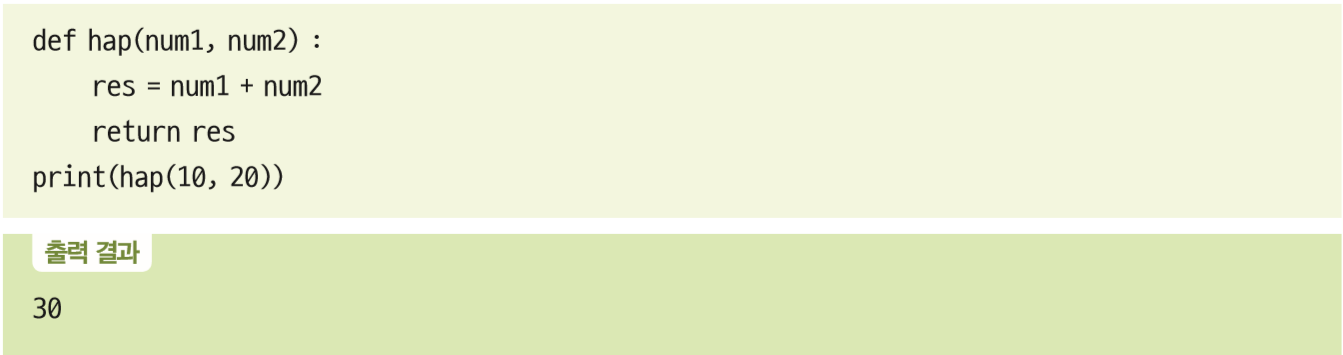 def hap(num1, num2) :
    res = num1 + num2
    return res
print(hap(10, 20))
출력 결과
30